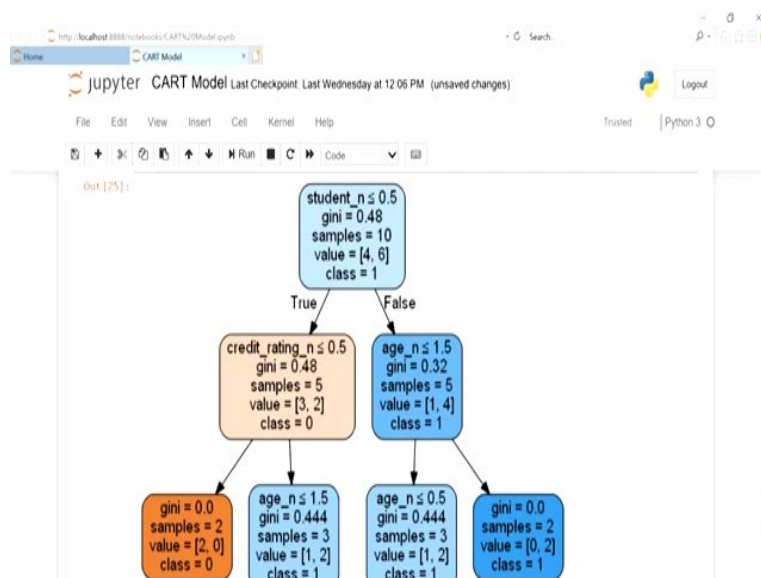 http://localhost:8888/notebooks/CART%20Model.ipynb
Search...
Home
CART Model
jupyter CART Model Last Checkpoint: Last Wednesday at 12:06 PM (unsaved changes)
Logout
File Edit View Insert Cell Kernel Help
Trusted
Python 3
Run
Code
Out [25]:
student_n ≤ 0.5
gini = 0.48
samples = 10
value = [4, 6]
class = 1
True
False
credit_rating_n ≤ 0.5
gini = 0.48
samples = 5
value = [3, 2]
class = 0
age_n ≤ 1.5
gini = 0.32
samples = 5
value = [1, 4]
class = 1
gini = 0.0
samples = 2
value = [2, 0]
class = 0
age_n ≤ 1.5
gini = 0.444
samples = 3
value = [1, 2]
class = 1
age_n ≤ 0.5
gini = 0.444
samples = 3
value = [1, 2]
class = 1
gini = 0.0
samples = 2
value = [0, 2]
class = 1